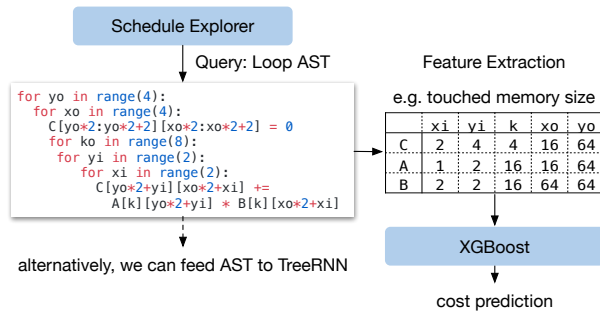 Schedule Explorer
Query: Loop AST
for yo in range(4):
  for xo in range(4):
    C[yo*2:yo*2+2][xo*2:xo*2+2] = 0
    for ko in range(8):
     for yi in range(2):
       for xi in range(2):
         C[yo*2+yi][xo*2+xi] +=
           A[k][yo*2+yi] * B[k][xo*2+xi]
alternatively, we can feed AST to TreeRNN
Feature Extraction
e.g. touched memory size
xi yi k xo yo
C 2 4 4 16 64
A 1 2 16 16 64
B 2 2 16 64 64
XGBoost
cost prediction